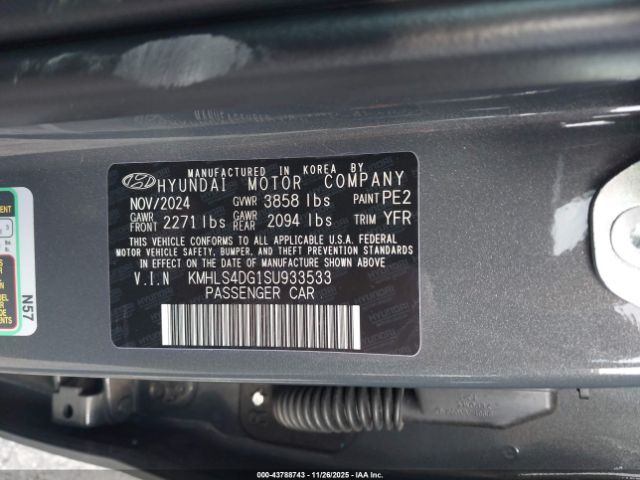 MANUFACTURED IN KOREA BY
HYUNDAI MOTOR COMPANY
NOV/2024 GVWR 3858 lbs PAINT PE2
GAWR FRONT 2271 lbs GAWR REAR 2094 lbs TRIM YFR
THIS VEHICLE CONFORMS TO ALL APPLICABLE U.S.A. FEDERAL
MOTOR VEHICLE SAFETY, BUMPER, AND THEFT PREVENTION STANDARDS
IN EFFECT ON THE DATE OF MANUFACTURE SHOWN ABOVE.
V.I.N KMHLS4DG1SU933533
PASSENGER CAR
N57
000-43788743 | 11/26/2025 | IAA Inc.